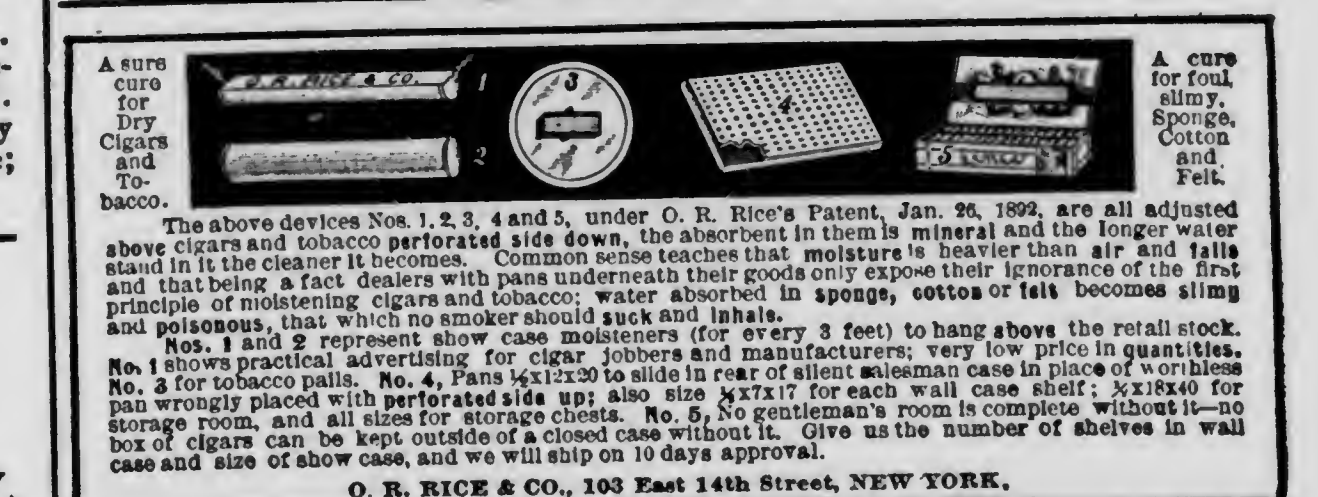 A sure
cure
for
Dry
Cigars
and
To-
bacco.
O. R. RICE & CO.
1
2
3
4
5
A cure
for foul,
slimy,
Sponge,
Cotton
and
Felt.
The above devices Nos. 1, 2, 3, 4 and 5, under O. R. Rice's Patent, Jan. 26, 1892, are all adjusted
above cigars and tobacco perforated side down, the absorbent in them is mineral and the longer water
stand in it the cleaner it becomes. Common sense teaches that moisture is heavier than air and falls
and that being a fact dealers with pans underneath their goods only expose their ignorance of the first
principle of moistening cigars and tobacco; water absorbed in sponge, cotton or felt becomes slimy
and poisonous, that which no smoker should suck and inhale.
Nos. 1 and 2 represent show case moisteners (for every 3 feet) to hang above the retail stock.
No. 1 shows practical advertising for cigar jobbers and manufacturers; very low price in quantities.
No. 3 for tobacco pails. No. 4, Pans ½x12x20 to slide in rear of silent salesman case in place of worthless
pan wrongly placed with perforated side up; also size x7x17 for each wall case shelf; x18x40 for
storage room, and all sizes for storage chests. No. 5, No gentleman's room is complete without it—no
box of cigars can be kept outside of a closed case without it. Give us the number of shelves in wall
case and size of show case, and we will ship on 10 days approval.
O. R. RICE & CO., 103 East 14th Street, NEW YORK.